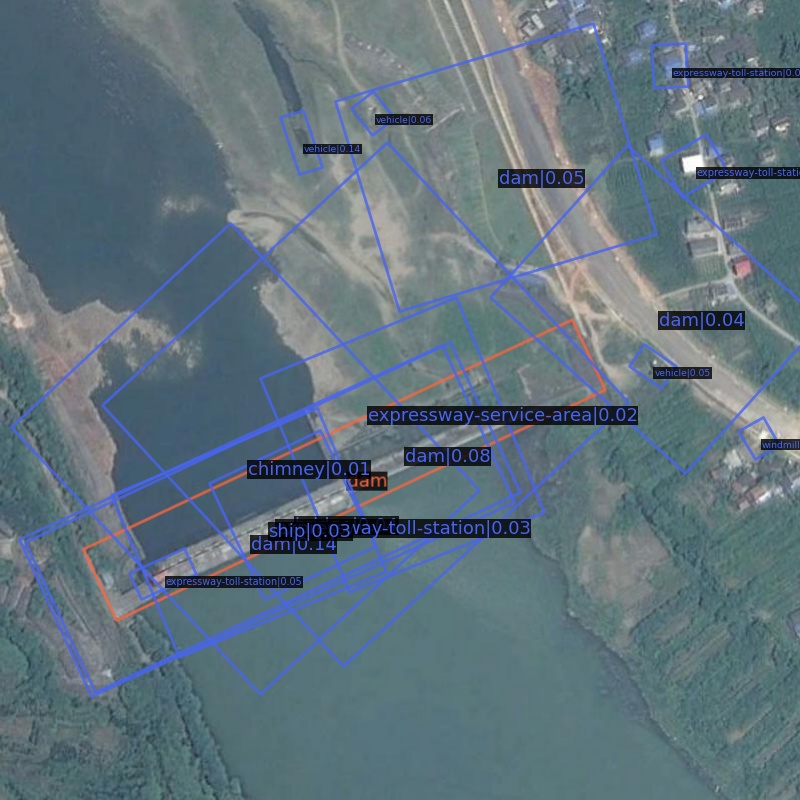 expressway-toll-station|0.0
vehicle|0.06
vehicle|0.14
expressway-toll-stati
dam|0.05
dam|0.04
vehicle|0.05
expressway-service-area|0.02
windmill
dam|0.08
chimney|0.01
dam
ship|0.03
way-toll-station|0.03
dam|0.14
expressway-toll-station|0.05